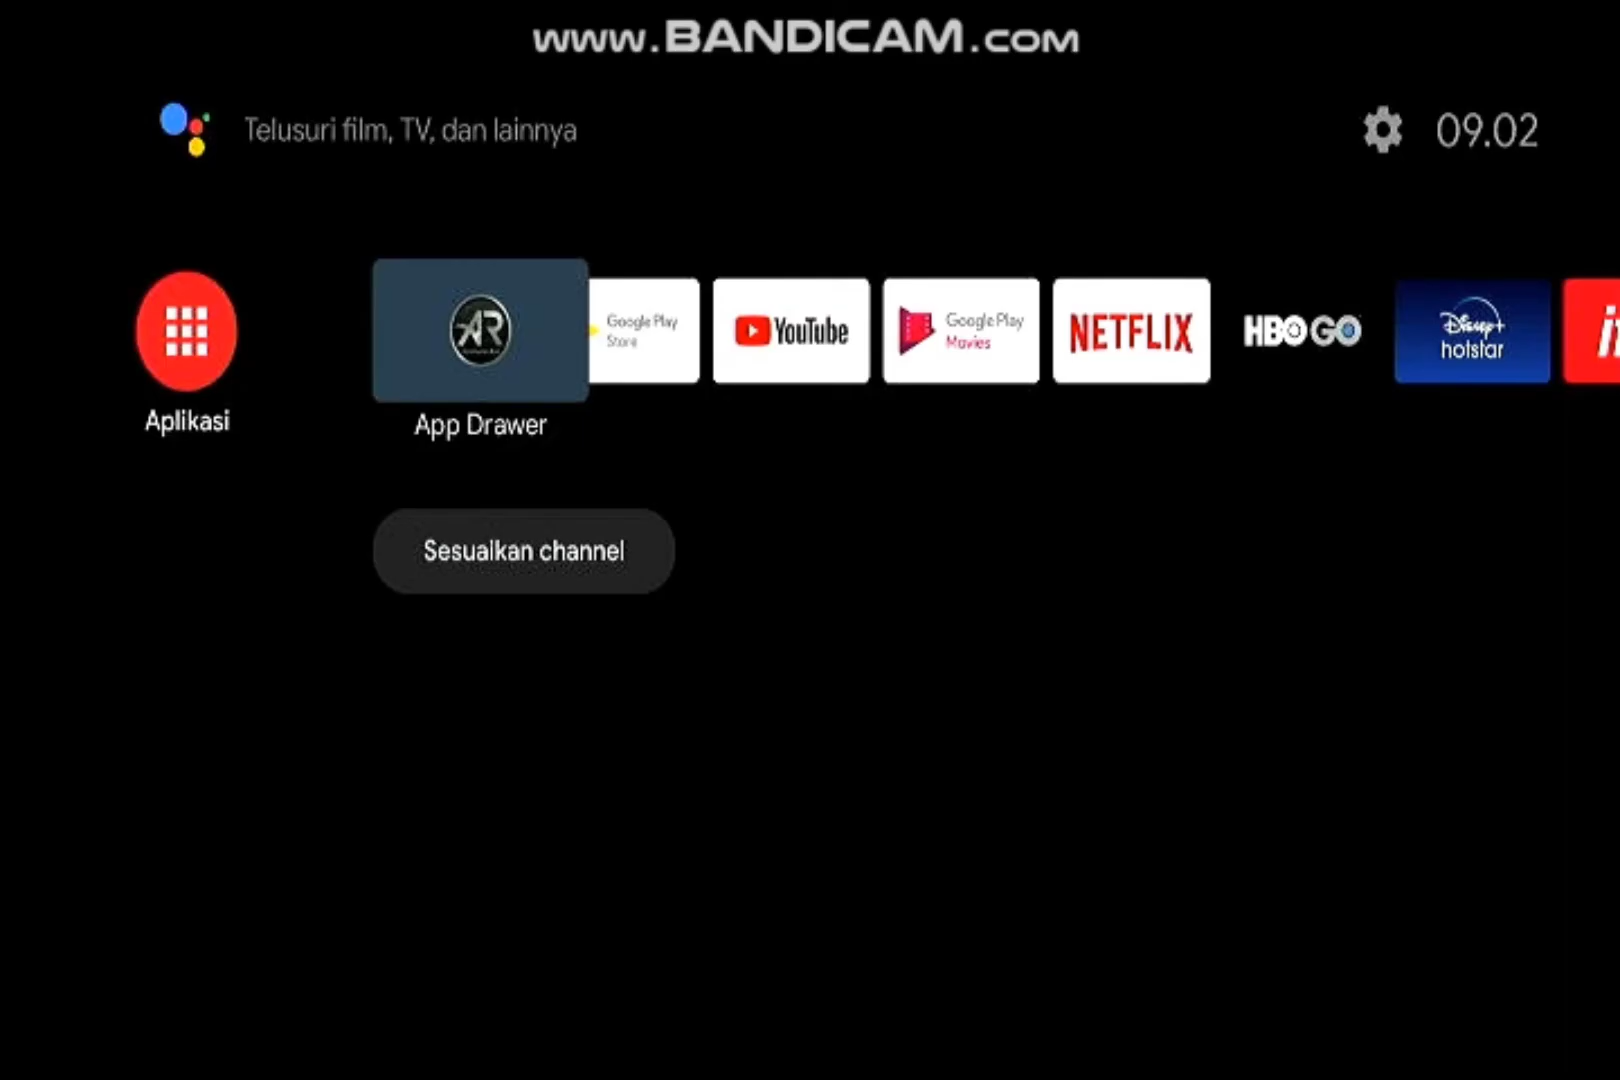 www.BANDICAM.com
Telusuri film, TV, dan lainnya
09.02
AR
Google Play
Store
YouTube
Google Play
Movies
NETFLIX
HBO GO
Disney+
hotstar
Aplikasi
App Drawer
Sesuaikan channel